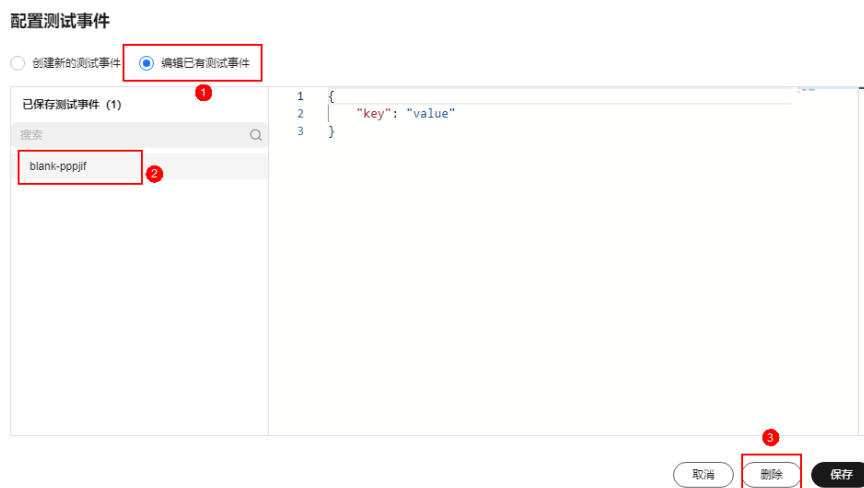 配置测试事件
创建新的测试事件 编辑已有测试事件
1
已保存测试事件 (1)
搜索
blank-pppjif
2
1 {
2 "key": "value"
3 }
3
取消 删除 保存